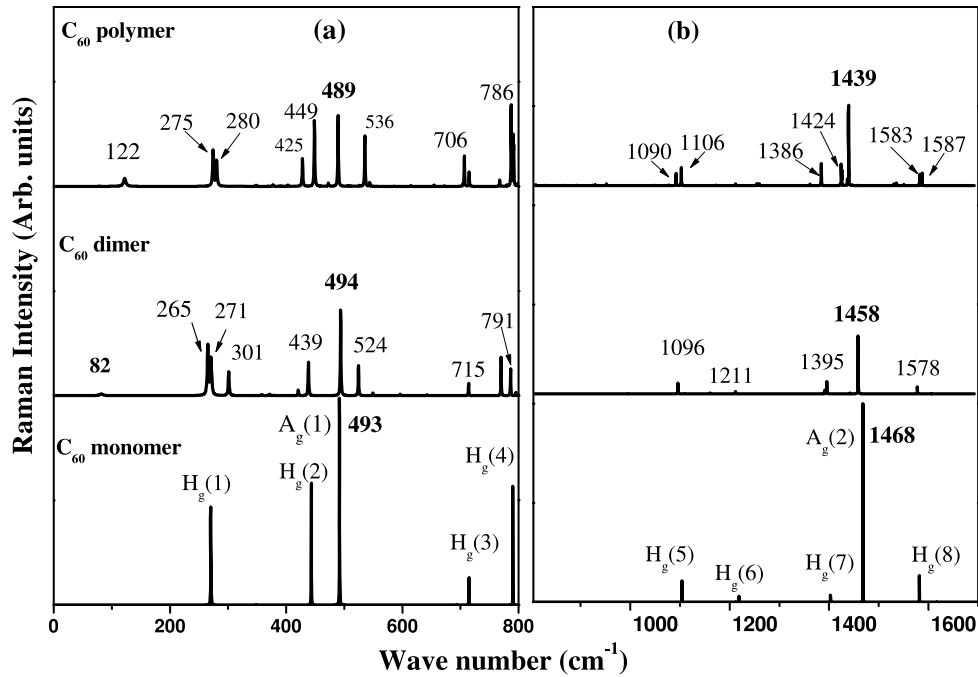 Raman Intensity (Arb. units)
(a)
C60 polymer
122
275
280
425
449
489
536
706
786
C60 dimer
82
265
271
301
439
494
524
715
791
C60 monomer
Hg(1)
Hg(2)
Ag(1)
493
Hg(3)
Hg(4)
0 200 400 600 800
(b)
1090
1106
1386
1424
1439
1583
1587
1096
1211
1395
1458
1578
Hg(5)
Hg(6)
Hg(7)
Ag(2)
1468
Hg(8)
1000 1200 1400 1600
Wave number (cm-1)